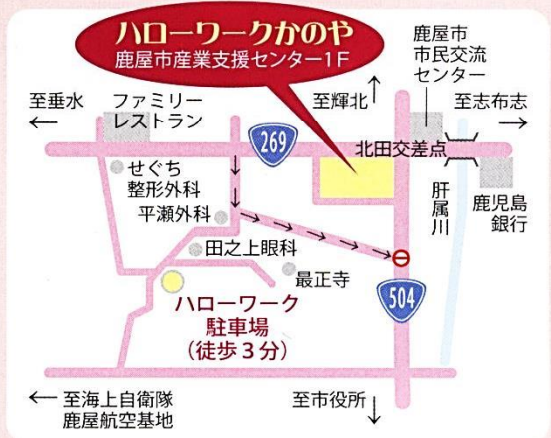 ハローワークかのや
鹿屋市産業支援センター1F
鹿屋市
市民交流
センター
至垂水
ファミリー
レストラン
至輝北
至志布志
269
北田交差点
せぐち
整形外科
平瀬外科
肝属川
鹿児島
銀行
田之上眼科
最正寺
504
ハローワーク
駐車場
(徒歩3分)
至海上自衛隊
鹿屋航空基地
至市役所